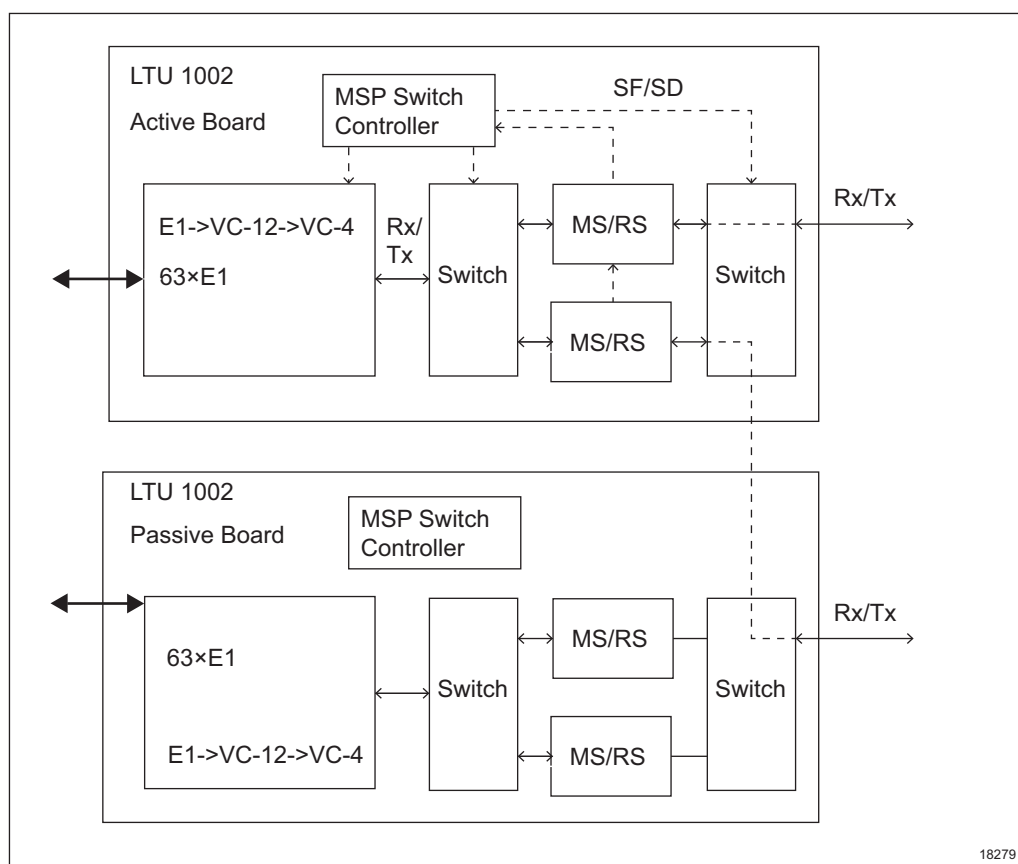 LTU 1002
Active Board
MSP Switch
Controller
SF/SD
E1->VC-12->VC-4
63×E1
Rx/
Tx
Switch
MS/RS
MS/RS
Switch
Rx/Tx
LTU 1002
Passive Board
MSP Switch
Controller
63×E1
E1->VC-12->VC-4
Switch
MS/RS
MS/RS
Switch
Rx/Tx
18279